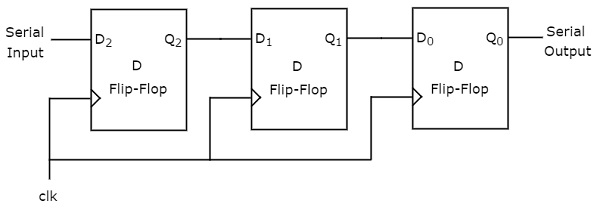 Serial
Input
D₂
Q₂
D
Flip-Flop
D₁
Q₁
D
Flip-Flop
D₀
Q₀
D
Flip-Flop
Serial
Output
clk